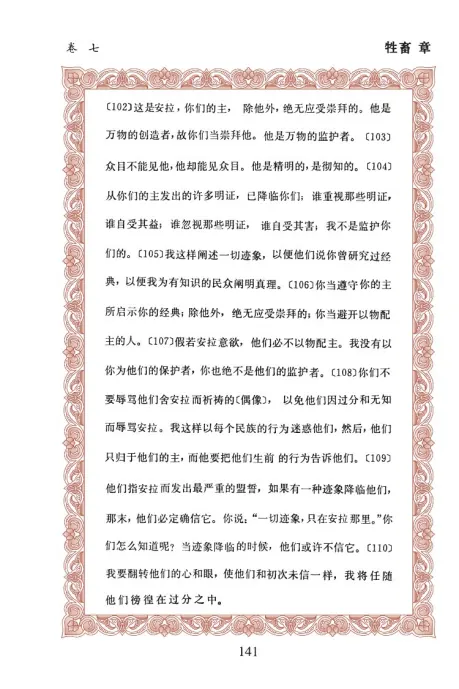 卷 七
牲畜 章
〔102〕这是安拉，你们的主， 除他外，绝无应受崇拜的。他是
万物的创造者，故你们当崇拜他。他是万物的监护者。〔103〕
众目不能见他，他却能见众目。他是精明的，是彻知的。〔104〕
从你们的主发出的许多明证，已降临你们；谁重视那些明证，
谁自受其益；谁忽视那些明证， 谁自受其害；我不是监护你
们的。〔105〕我这样阐述一切迹象，以便他们说你曾研究过经
典，以便我为有知识的民众阐明真理。〔106〕你当遵守你的主
所启示你的经典；除他外，绝无应受崇拜的；你当避开以物配
主的人。〔107〕假若安拉意欲，他们必不以物配主。我没有以
你为他们的保护者，你也绝不是他们的监护者。〔108〕你们不
要辱骂他们舍安拉而祈祷的〔偶像〕， 以免他们因过分和无知
而辱骂安拉。我这样以每个民族的行为迷惑他们，然后，他们
只归于他们的主，而他要把他们生前 的行为告诉他们。〔109〕
他们指安拉而发出最严重的盟誓，如果有一种迹象降临他们，
那末，他们必定确信它。你说：“一切迹象，只在安拉那里。”你
们怎么知道呢？当迹象降临的时候，他们或许不信它。〔110〕
我要翻转他们的心和眼，使他们和初次未信一样，我将任随
他们彷徨在过分之中。
141